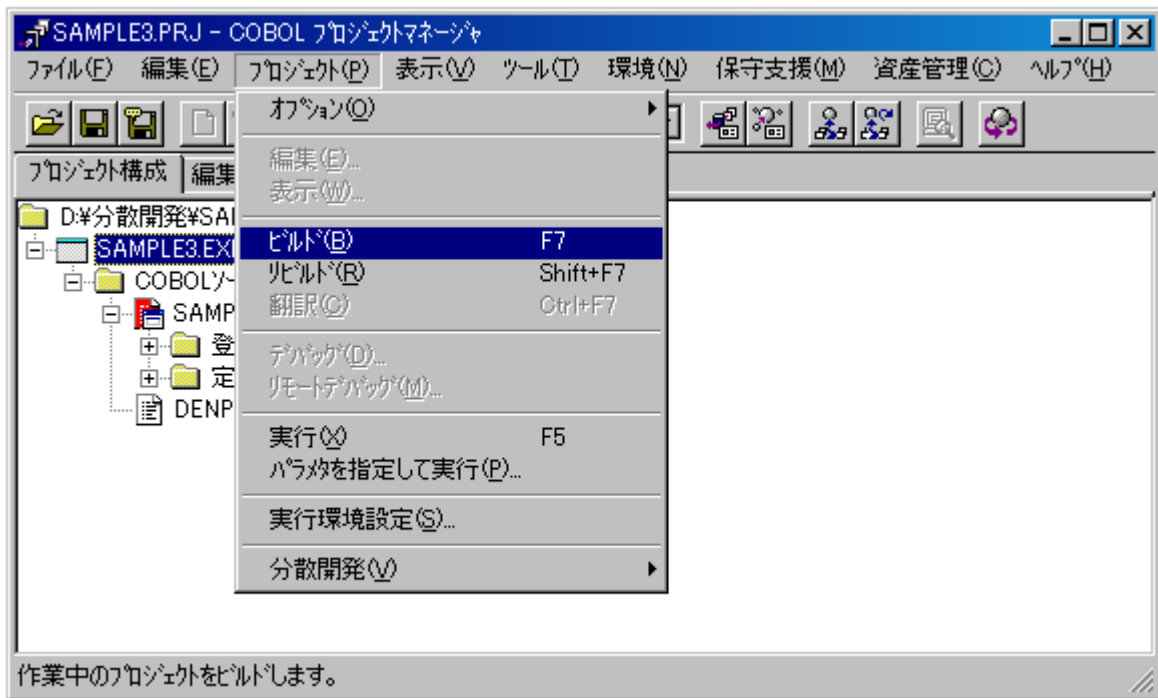 SAMPLE3.PRJ - COBOL ﾌﾟﾛｼﾞｪｸﾄﾏﾈｰｼﾞｬ
ﾌｧｲﾙ(F) 編集(E) ﾌﾟﾛｼﾞｪｸﾄ(P) 表示(V) ﾂｰﾙ(T) 環境(N) 保守支援(M) 資産管理(C) ﾍﾙﾌﾟ(H)
ｵﾌﾟｼｮﾝ(O)
編集(E)...
表示(W)...
ﾋﾞﾙﾄﾞ(B) F7
ﾘﾋﾞﾙﾄﾞ(R) Shift+F7
翻訳(C) Ctrl+F7
ﾃﾞﾊﾞｯｸﾞ(D)...
ﾘﾓｰﾄﾃﾞﾊﾞｯｸﾞ(M)...
実行(X) F5
ﾊﾟﾗﾒﾀを指定して実行(P)...
実行環境設定(S)...
分散開発(V)
ﾌﾟﾛｼﾞｪｸﾄ構成 編集
D:¥分散開発¥SA
SAMPLE3.EX
COBOLｿｰ
SAMP
登
定
DENP
作業中のﾌﾟﾛｼﾞｪｸﾄをﾋﾞﾙﾄﾞします。